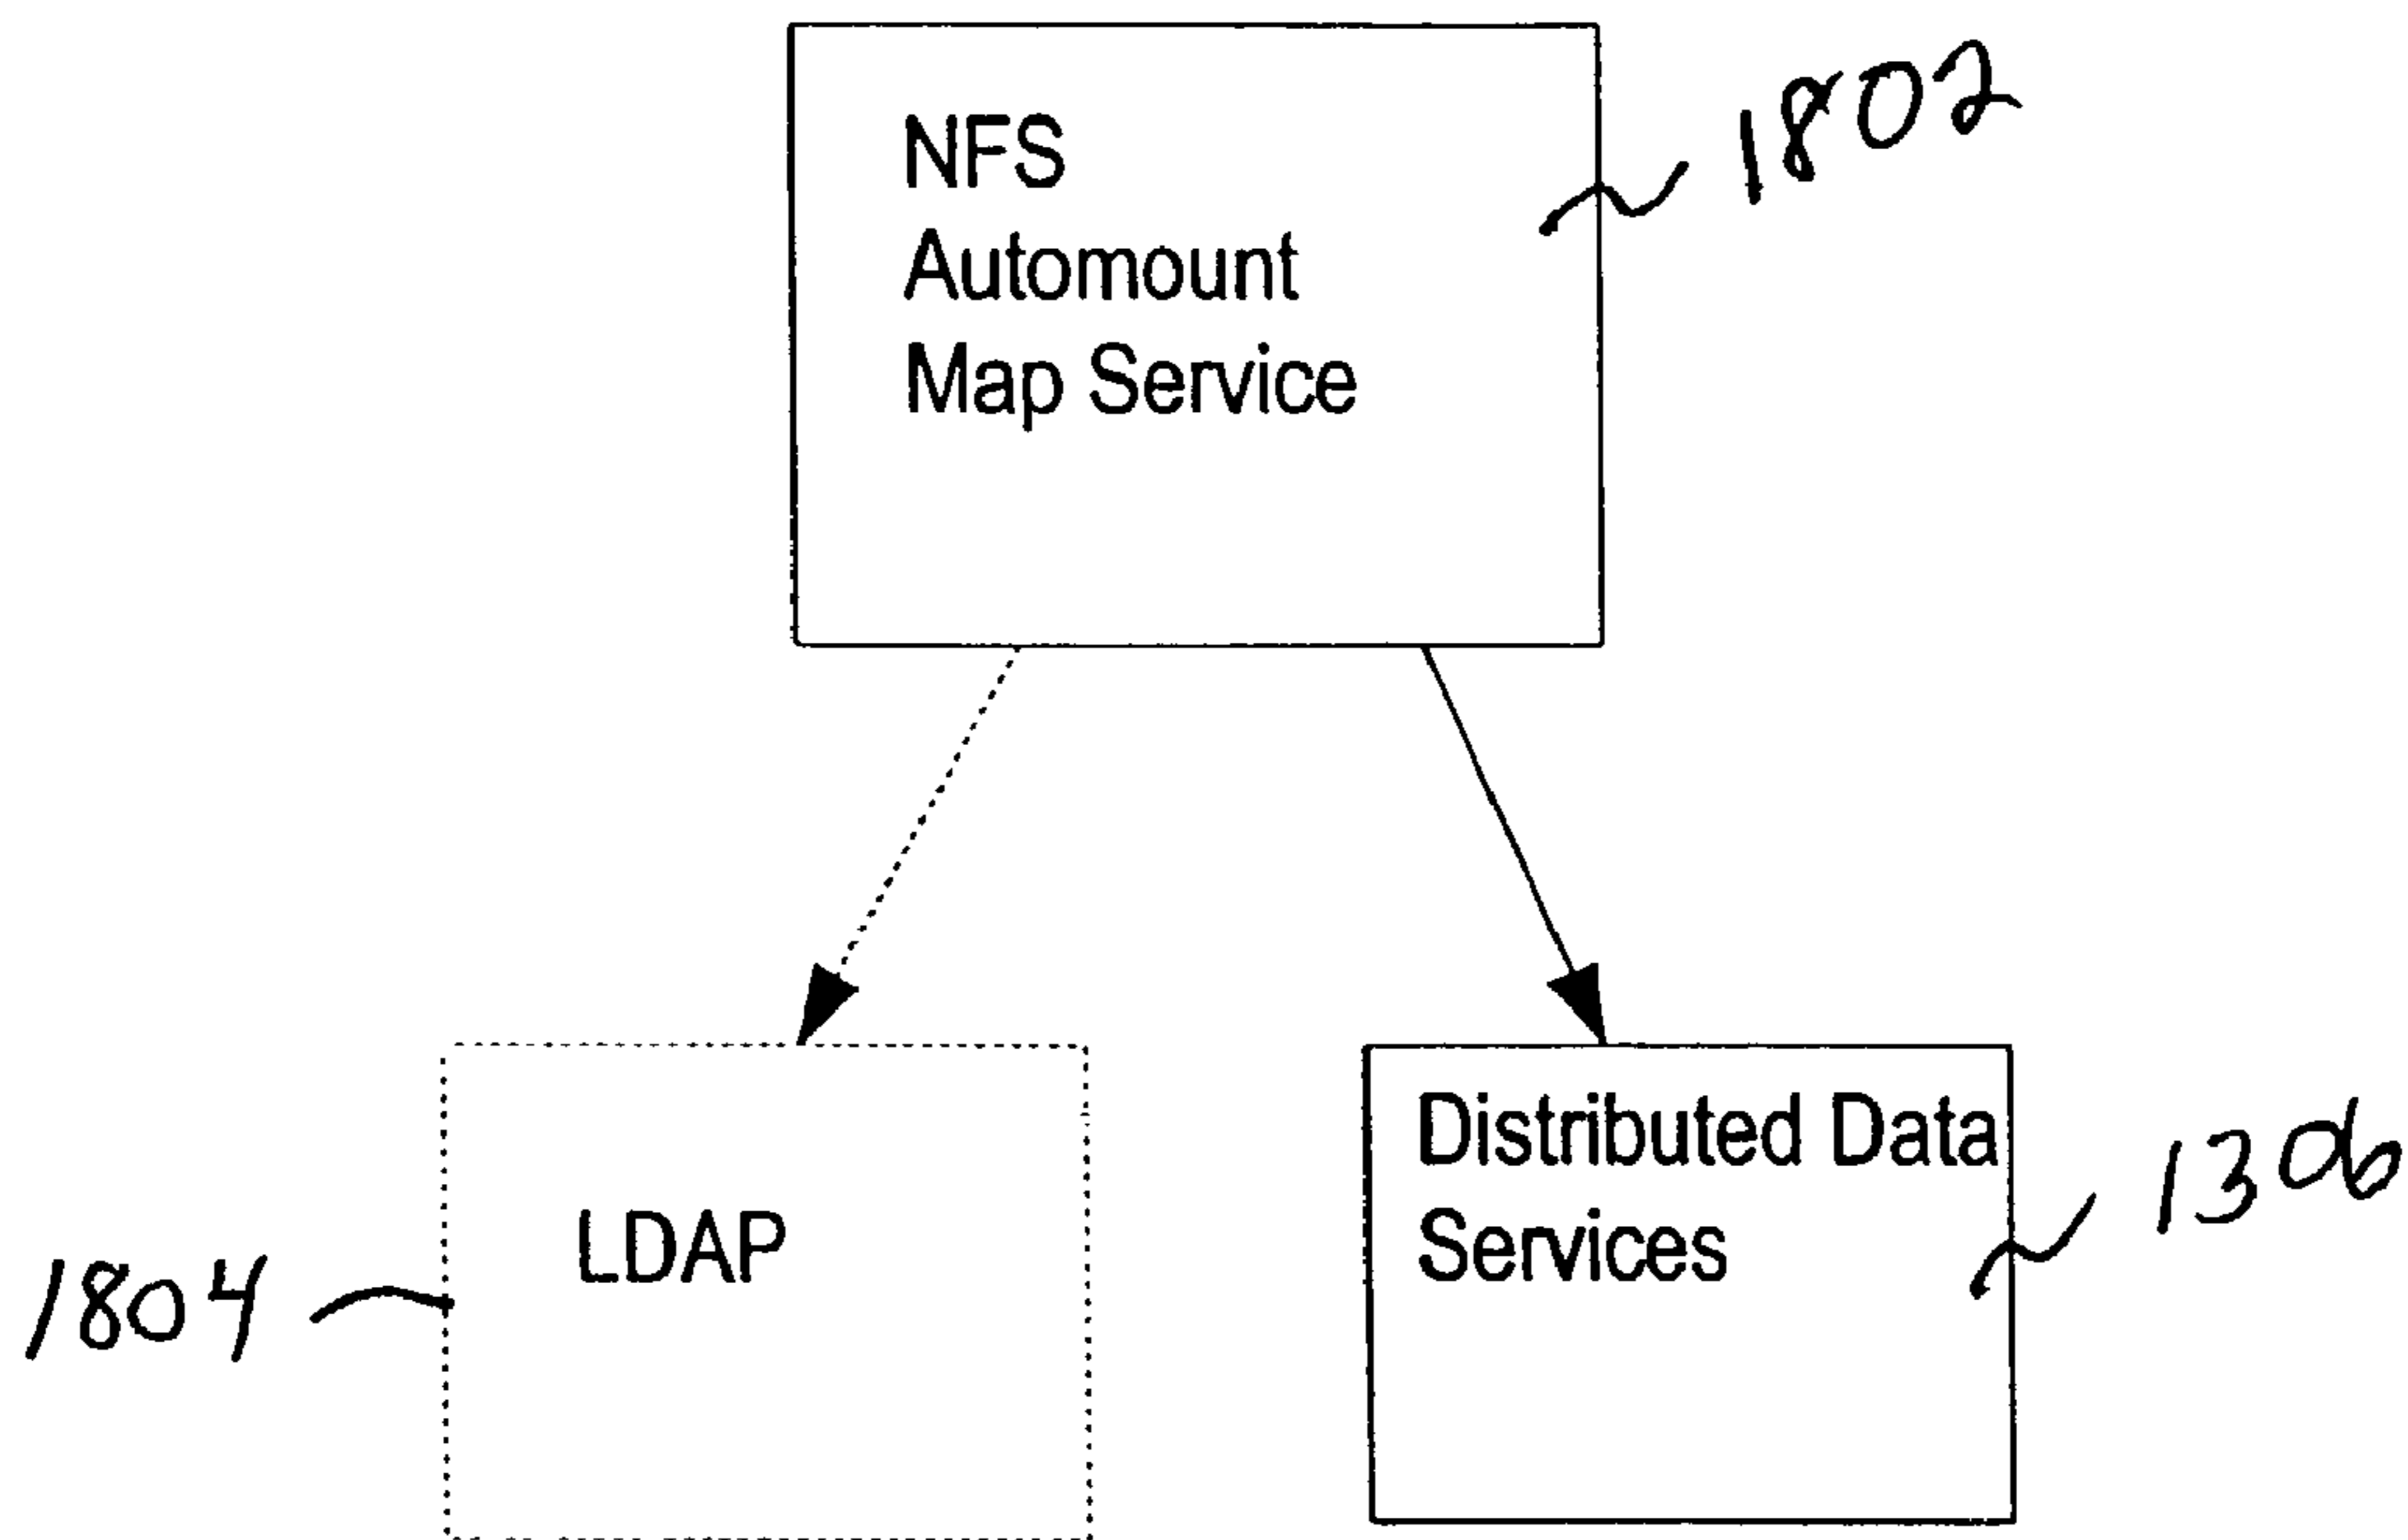 NFS
Automount
Map Service
1802
LDAP
1804
Distributed Data
Services
1306